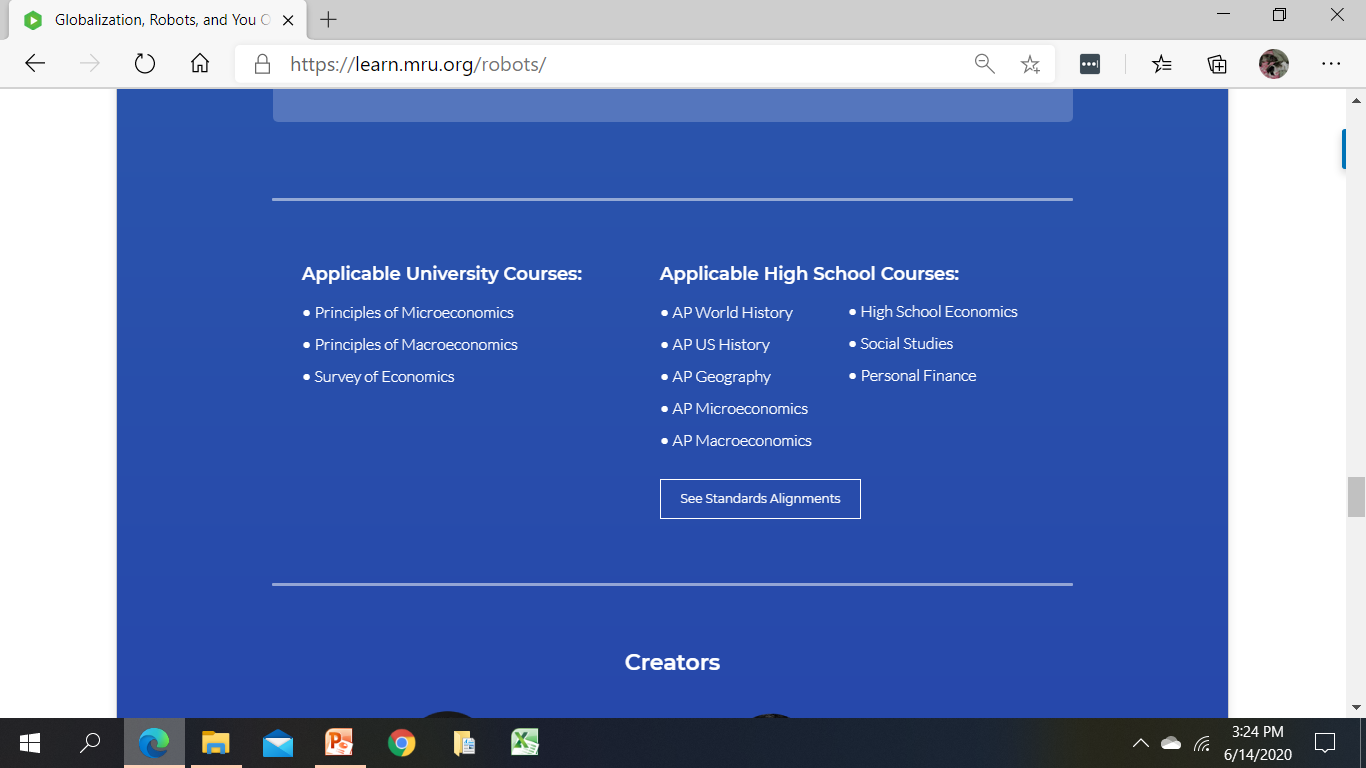 Globalization, Robots, and You
https://learn.mru.org/robots/
Applicable University Courses:
• Principles of Microeconomics
• Principles of Macroeconomics
• Survey of Economics
Applicable High School Courses:
• AP World History
• AP US History
• AP Geography
• AP Microeconomics
• AP Macroeconomics
• High School Economics
• Social Studies
• Personal Finance
See Standards Alignments
Creators
3:24 PM
6/14/2020